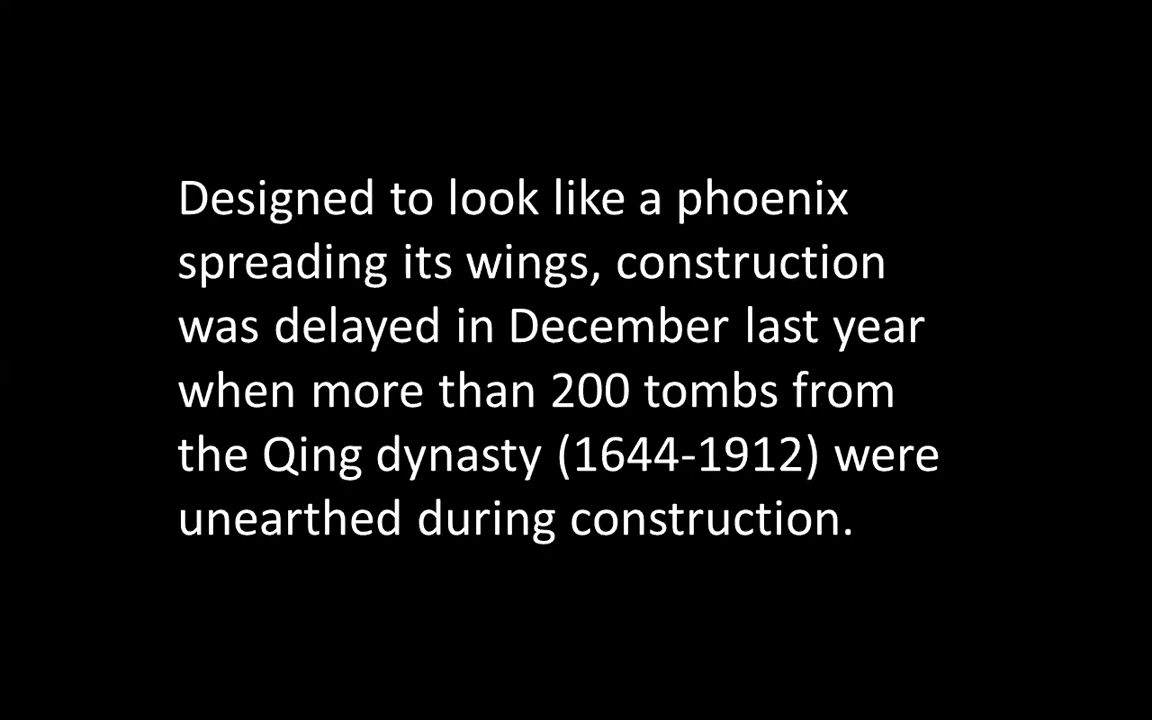 Designed to look like a phoenix
spreading its wings, construction
was delayed in December last year
when more than 200 tombs from
the Qing dynasty (1644-1912) were
unearthed during construction.